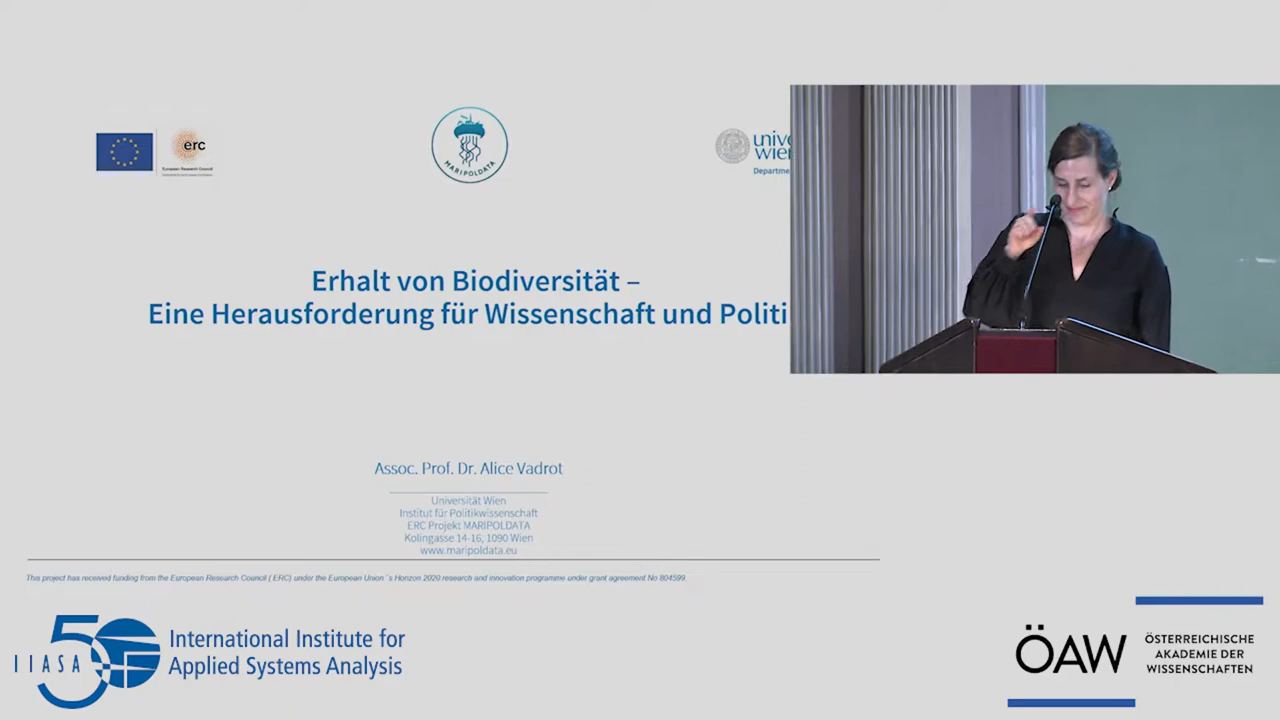 erc
European Research Council
MARIPOLDATA
Erhalt von Biodiversität –
Eine Herausforderung für Wissenschaft und Politi
Assoc. Prof. Dr. Alice Vadrot
Universität Wien
Institut für Politikwissenschaft
ERC Projekt MARIPOLDATA
Kolingasse 14-16, 1090 Wien
www.maripoldata.eu
This project has received funding from the European Research Council ( ERC) under the European Union´s Horizon 2020 research and innovation programme under grant agreement No 804599.
50
IIASA
International Institute for
Applied Systems Analysis
ÖAW
ÖSTERREICHISCHE
AKADEMIE DER
WISSENSCHAFTEN